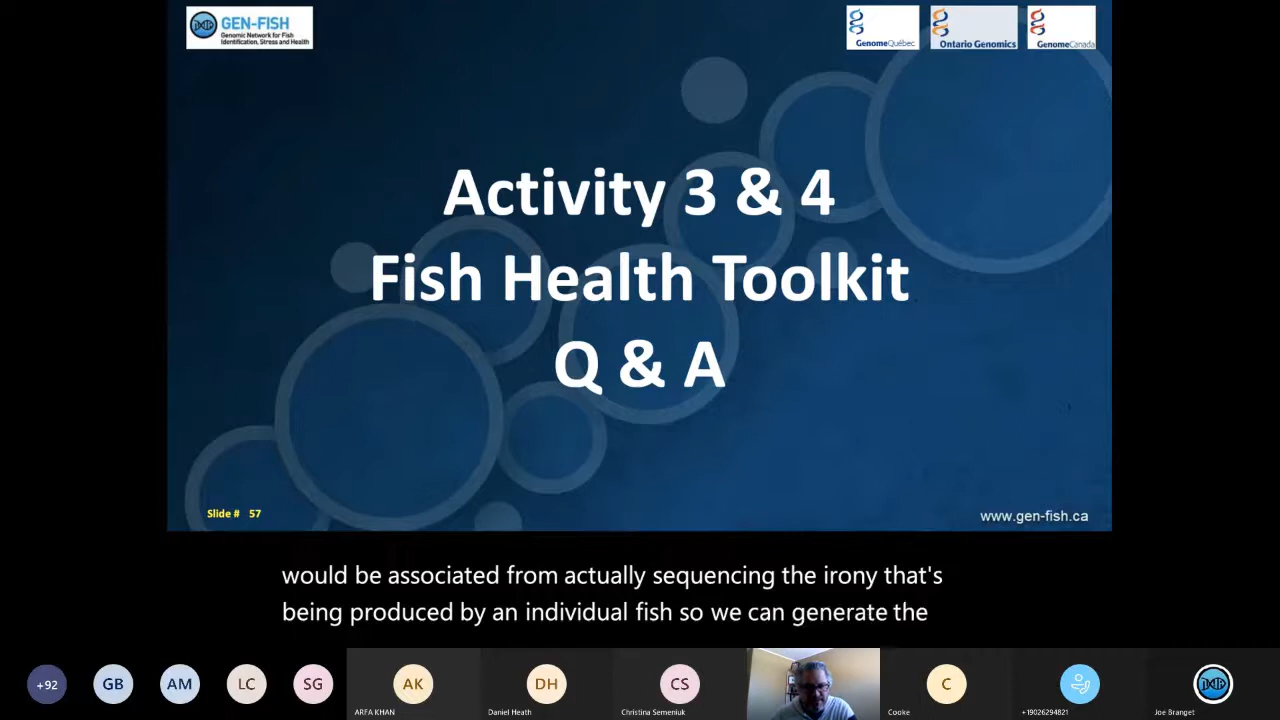 GEN-FISH
Genomic Network for Fish
Identification, Stress and Health
GenomeQuébec
Ontario Genomics
GenomeCanada
Activity 3 & 4
Fish Health Toolkit
Q & A
Slide # 57
www.gen-fish.ca
would be associated from actually sequencing the irony that's
being produced by an individual fish so we can generate the
+92
GB
AM
LC
SG
AK
DH
CS
C
ARFA KHAN
Daniel Heath
Christina Semeniuk
Cooke
+19026294821
Joe Branget